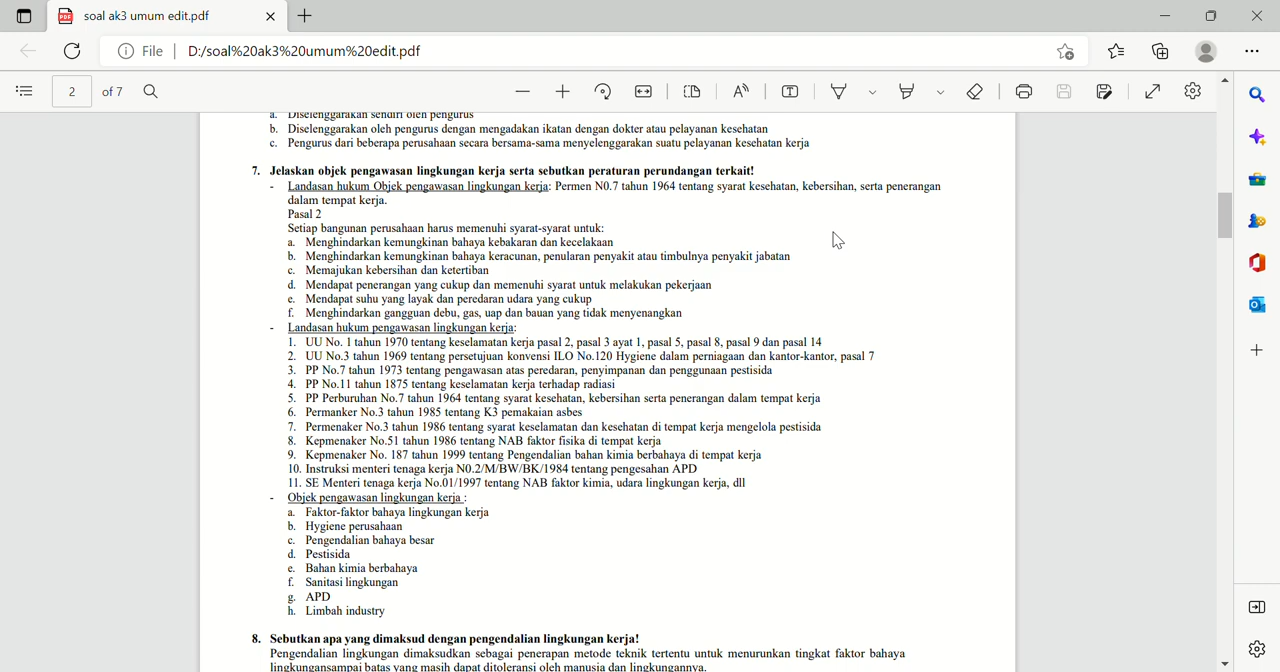 soal ak3 umum edit.pdf
File D:/soal%20ak3%20umum%20edit.pdf
2 of 7
a. Diselenggarakan sendiri oleh pengurus
b. Diselenggarakan oleh pengurus dengan mengadakan ikatan dengan dokter atau pelayanan kesehatan
c. Pengurus dari beberapa perusahaan secara bersama-sama menyelenggarakan suatu pelayanan kesehatan kerja
7. Jelaskan objek pengawasan lingkungan kerja serta sebutkan peraturan perundangan terkait!
- Landasan hukum Objek pengawasan lingkungan kerja: Permen N0.7 tahun 1964 tentang syarat kesehatan, kebersihan, serta penerangan
dalam tempat kerja.
Pasal 2
Setiap bangunan perusahaan harus memenuhi syarat-syarat untuk:
a. Menghindarkan kemungkinan bahaya kebakaran dan kecelakaan
b. Menghindarkan kemungkinan bahaya keracunan, penularan penyakit atau timbulnya penyakit jabatan
c. Memajukan kebersihan dan ketertiban
d. Mendapat penerangan yang cukup dan memenuhi syarat untuk melakukan pekerjaan
e. Mendapat suhu yang layak dan peredaran udara yang cukup
f. Menghindarkan gangguan debu, gas, uap dan bauan yang tidak menyenangkan
- Landasan hukum pengawasan lingkungan kerja:
1. UU No. 1 tahun 1970 tentang keselamatan kerja pasal 2, pasal 3 ayat 1, pasal 5, pasal 8, pasal 9 dan pasal 14
2. UU No.3 tahun 1969 tentang persetujuan konvensi ILO No.120 Hygiene dalam perniagaan dan kantor-kantor, pasal 7
3. PP No.7 tahun 1973 tentang pengawasan atas peredaran, penyimpanan dan penggunaan pestisida
4. PP No.11 tahun 1875 tentang keselamatan kerja terhadap radiasi
5. PP Perburuhan No.7 tahun 1964 tentang syarat kesehatan, kebersihan serta penerangan dalam tempat kerja
6. Permanker No.3 tahun 1985 tentang K3 pemakaian asbes
7. Permenaker No.3 tahun 1986 tentang syarat keselamatan dan kesehatan di tempat kerja mengelola pestisida
8. Kepmenaker No.51 tahun 1986 tentang NAB faktor fisika di tempat kerja
9. Kepmenaker No. 187 tahun 1999 tentang Pengendalian bahan kimia berbahaya di tempat kerja
10. Instruksi menteri tenaga kerja N0.2/M/BW/BK/1984 tentang pengesahan APD
11. SE Menteri tenaga kerja No.01/1997 tentang NAB faktor kimia, udara lingkungan kerja, dll
- Objek pengawasan lingkungan kerja :
a. Faktor-faktor bahaya lingkungan kerja
b. Hygiene perusahaan
c. Pengendalian bahaya besar
d. Pestisida
e. Bahan kimia berbahaya
f. Sanitasi lingkungan
g. APD
h. Limbah industry
8. Sebutkan apa yang dimaksud dengan pengendalian lingkungan kerja!
Pengendalian lingkungan dimaksudkan sebagai penerapan metode teknik tertentu untuk menurunkan tingkat faktor bahaya
lingkungansampai batas yang masih dapat ditoleransi oleh manusia dan lingkungannya.